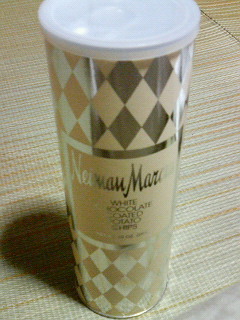 Neiman Marcus
WHITE
CHOCOLATE
COATED
POTATO
CHIPS